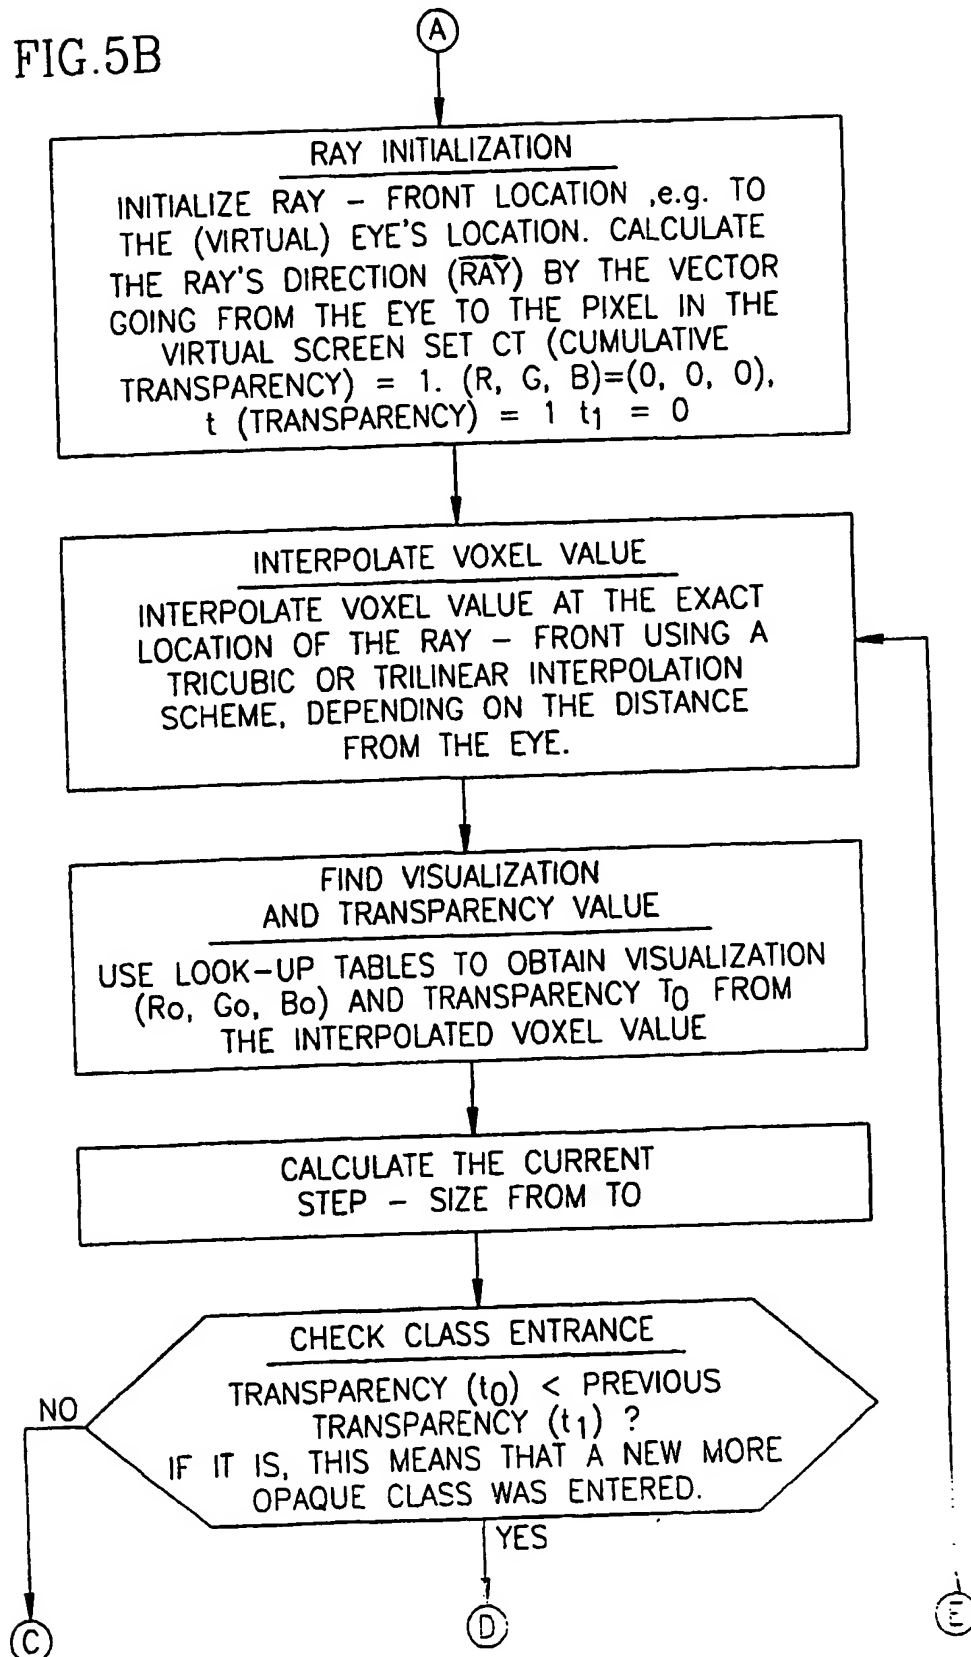 FIG.5B
A
RAY INITIALIZATION
INITIALIZE RAY – FRONT LOCATION ,e.g. TO
THE (VIRTUAL) EYE'S LOCATION. CALCULATE
THE RAY'S DIRECTION (RAY) BY THE VECTOR
GOING FROM THE EYE TO THE PIXEL IN THE
VIRTUAL SCREEN SET CT (CUMULATIVE
TRANSPARENCY) = 1. (R, G, B)=(0, 0, 0),
t (TRANSPARENCY) = 1 t1 = 0
INTERPOLATE VOXEL VALUE
INTERPOLATE VOXEL VALUE AT THE EXACT
LOCATION OF THE RAY – FRONT USING A
TRICUBIC OR TRILINEAR INTERPOLATION
SCHEME, DEPENDING ON THE DISTANCE
FROM THE EYE.
FIND VISUALIZATION
AND TRANSPARENCY VALUE
USE LOOK-UP TABLES TO OBTAIN VISUALIZATION
(Ro, Go, Bo) AND TRANSPARENCY T0 FROM
THE INTERPOLATED VOXEL VALUE
CALCULATE THE CURRENT
STEP – SIZE FROM TO
CHECK CLASS ENTRANCE
TRANSPARENCY (t0) < PREVIOUS
TRANSPARENCY (t1) ?
IF IT IS, THIS MEANS THAT A NEW MORE
OPAQUE CLASS WAS ENTERED.
NO
YES
C
D
E